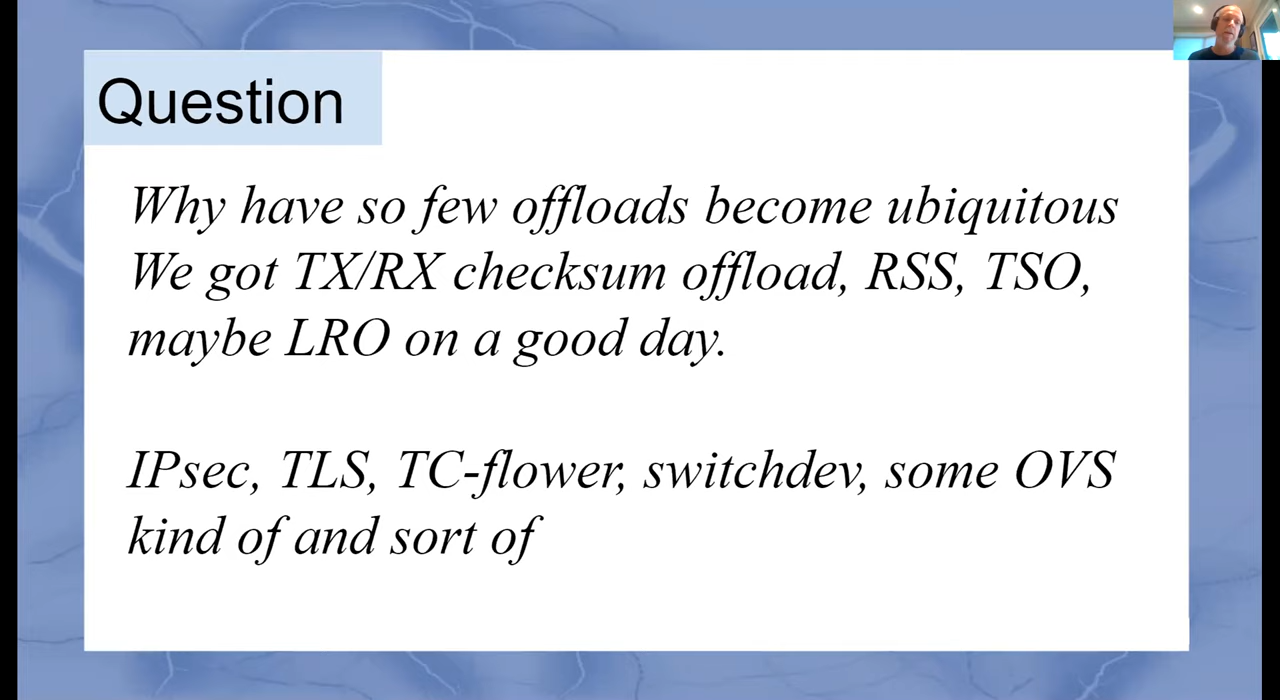 Question
Why have so few offloads become ubiquitous
We got TX/RX checksum offload, RSS, TSO,
maybe LRO on a good day.
IPsec, TLS, TC-flower, switchdev, some OVS
kind of and sort of